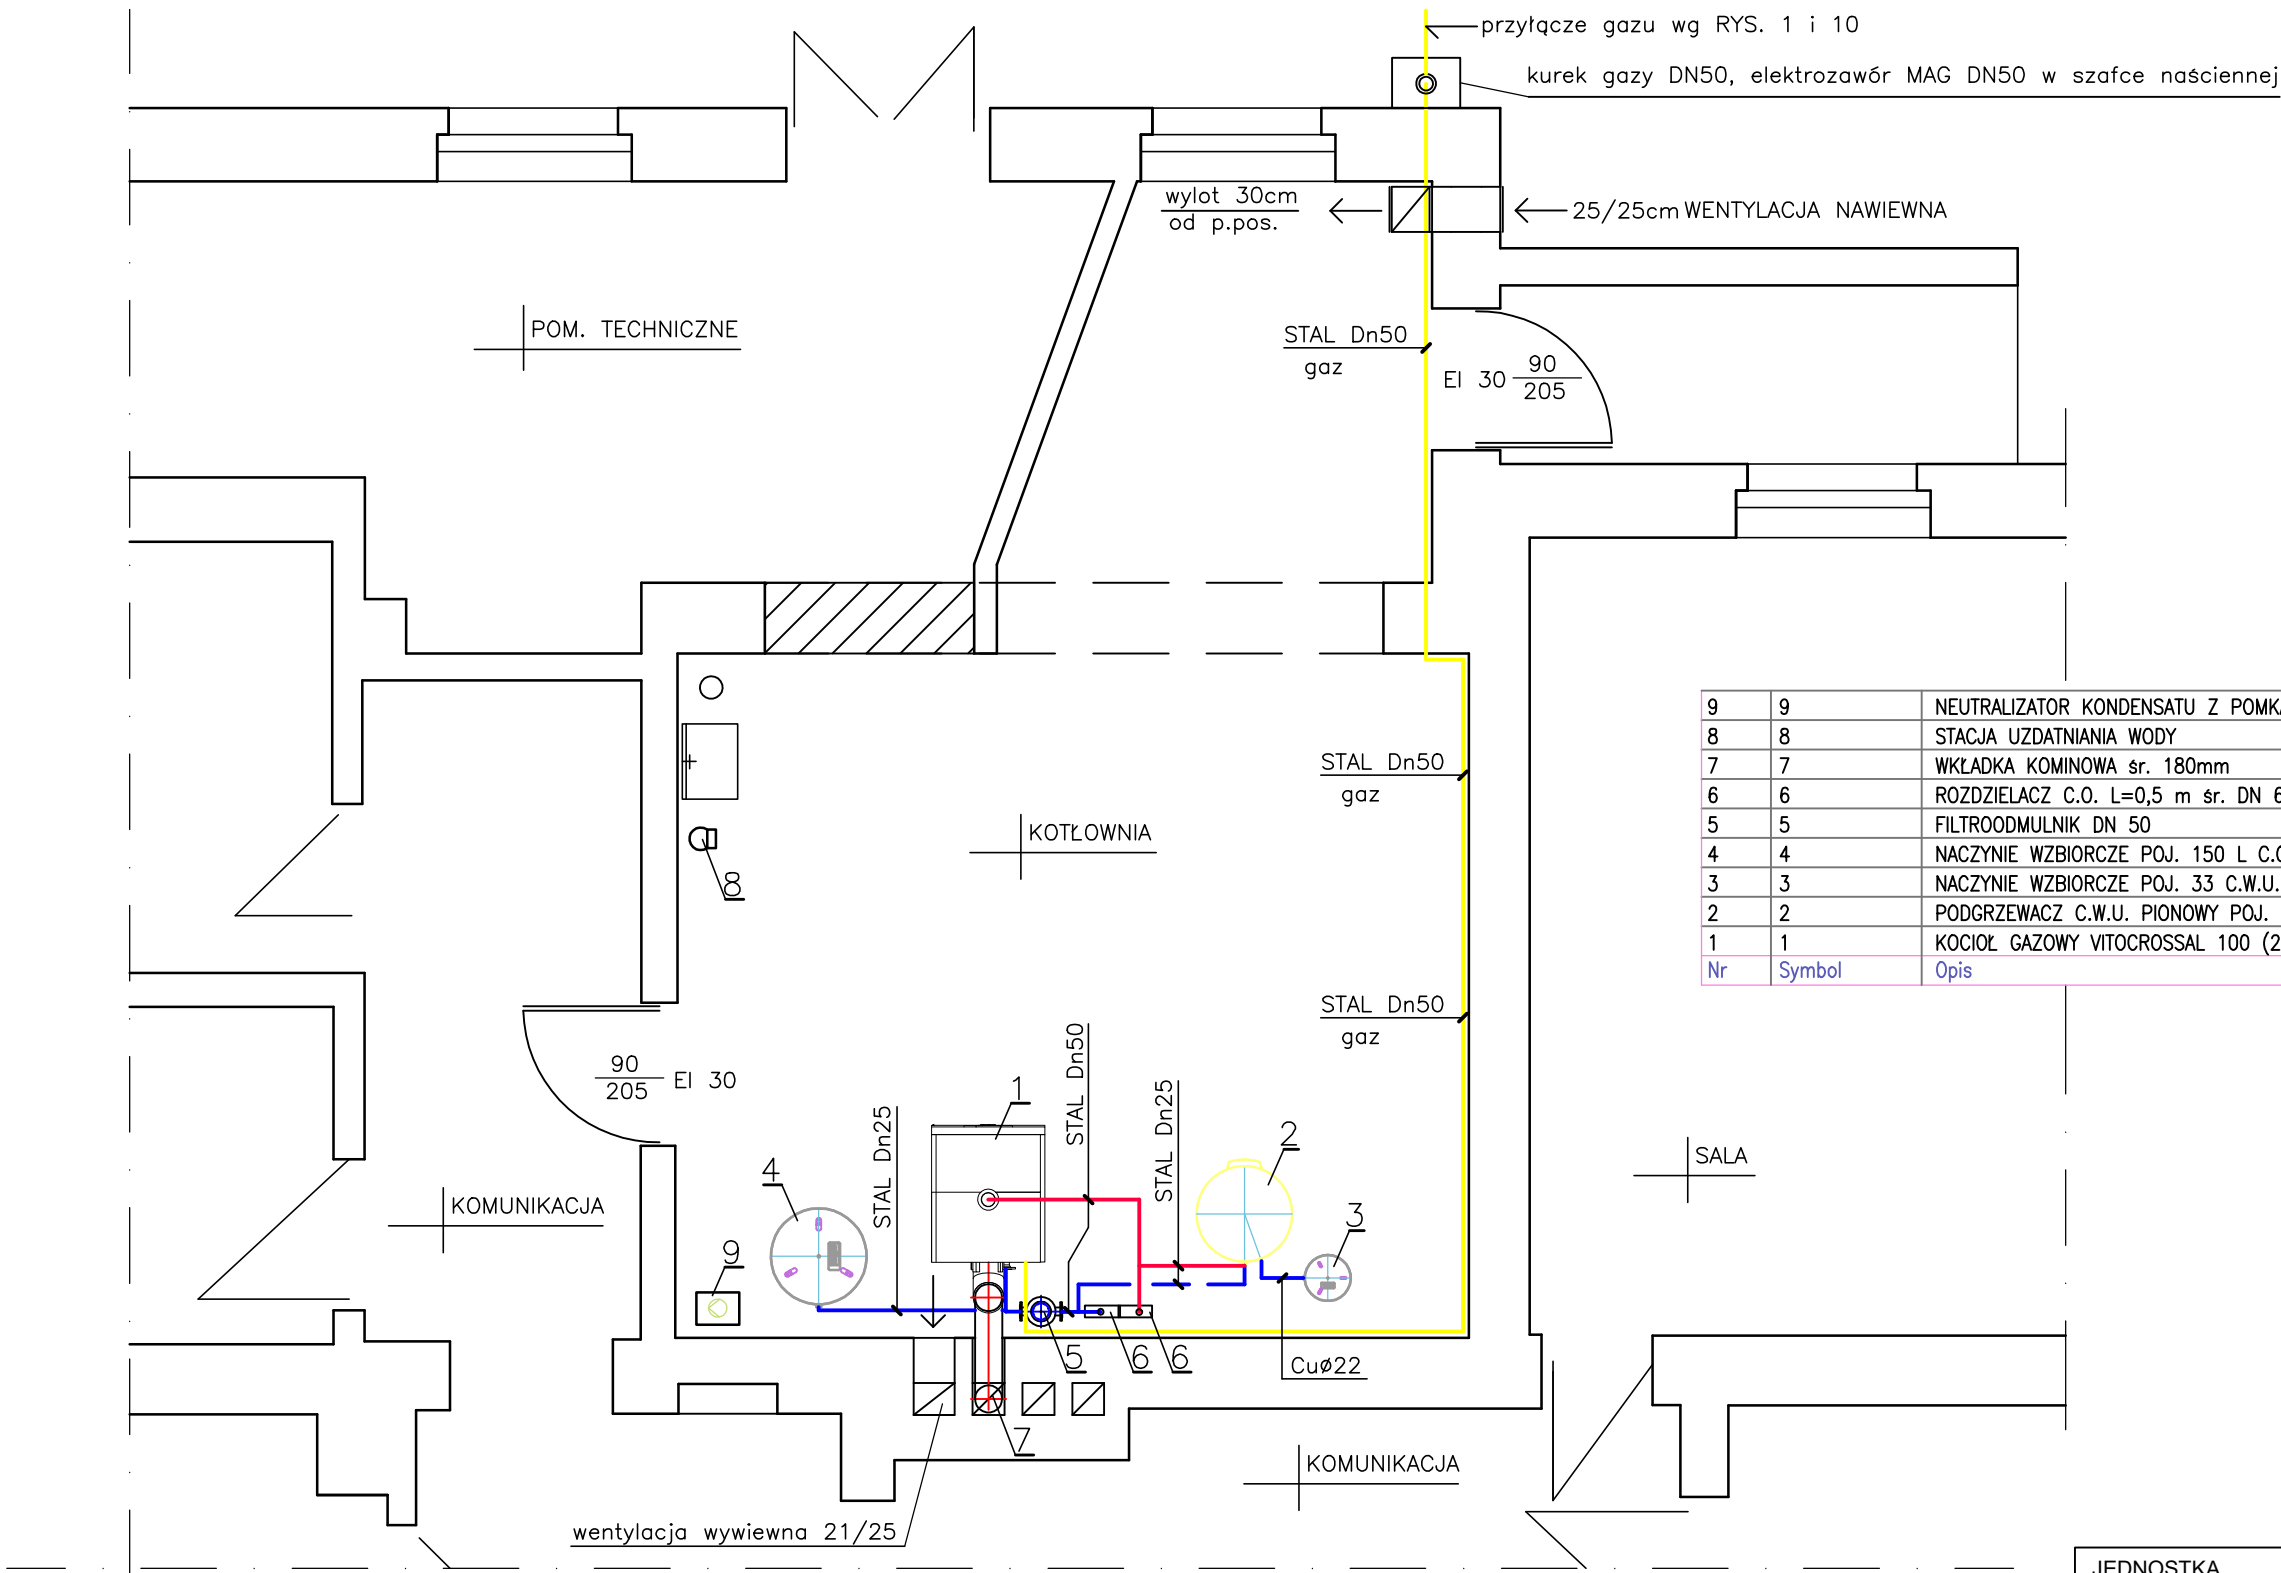 przyłącze gazu wg RYS. 1 i 10
kurek gazy DN50, elektrozawór MAG DN50 w szafce naściennej
wylot 30cm
od p.pos.
25/25cm WENTYLACJA NAWIEWNA
POM. TECHNICZNE
STAL Dn50
gaz
EI 30 90
205
9 9 NEUTRALIZATOR KONDENSATU Z
8 8 STACJA UZDATNIANIA WODY
7 7 WKŁADKA KOMINOWA śr. 180mm
6 6 ROZDZIELACZ C.O. L=0,5 m śr. DN
5 5 FILTROODMULNIK DN 50
4 4 NACZYNIE WZBIORCZE POJ. 150 L
3 3 NACZYNIE WZBIORCZE POJ. 33 C.W.U.
2 2 PODGRZEWACZ C.W.U. PIONOWY POJ.
1 1 KOCIOŁ GAZOWY VITOCROSSAL 100
Nr Symbol Opis
STAL Dn50
gaz
KOTŁOWNIA
8
STAL Dn50
gaz
90
205 EI 30
1
STAL Dn25
STAL Dn50
STAL Dn25
2
4
3
9
SALA
KOMUNIKACJA
5
6
6
Cuø22
7
KOMUNIKACJA
wentylacja wywiewna 21/25
JEDNOSTKA